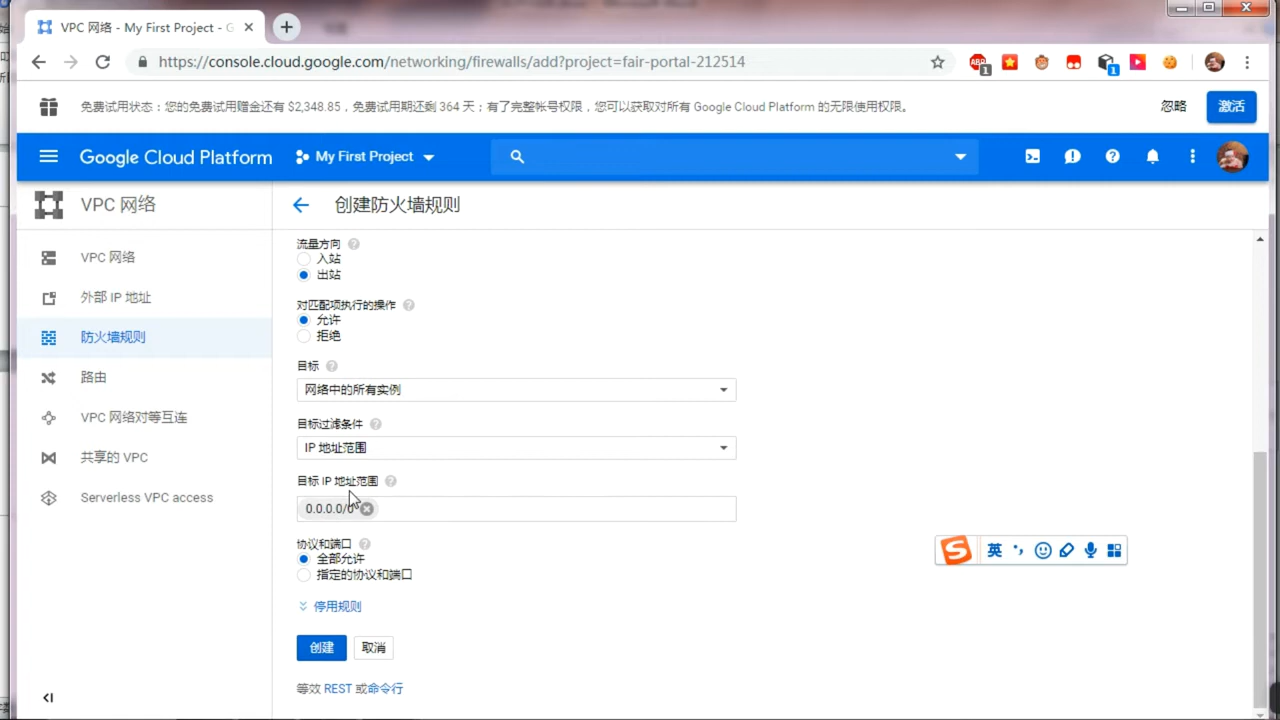 VPC 网络 - My First Project - G
https://console.cloud.google.com/networking/firewalls/add?project=fair-portal-212514
ABP
1
1
免费试用状态：您的免费试用赠金还有 $2,348.85，免费试用期还剩 364 天；有了完整帐号权限，您可以获取对所有 Google Cloud Platform 的无限使用权限。
忽略
激活
Google Cloud Platform
My First Project
VPC 网络
创建防火墙规则
VPC 网络
外部 IP 地址
防火墙规则
路由
VPC 网络对等互连
共享的 VPC
Serverless VPC access
流量方向
入站
出站
对匹配项执行的操作
允许
拒绝
目标
网络中的所有实例
目标过滤条件
IP 地址范围
目标 IP 地址范围
0.0.0.0/0
协议和端口
全部允许
指定的协议和端口
停用规则
创建
取消
等效 REST 或命令行
英